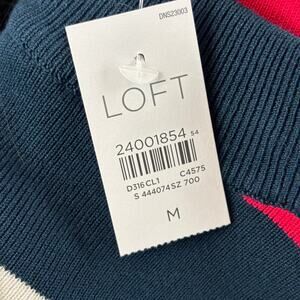 DNS23003
LOFT
24001854 54
D316CL1 C4575
S 444074SZ 700
M